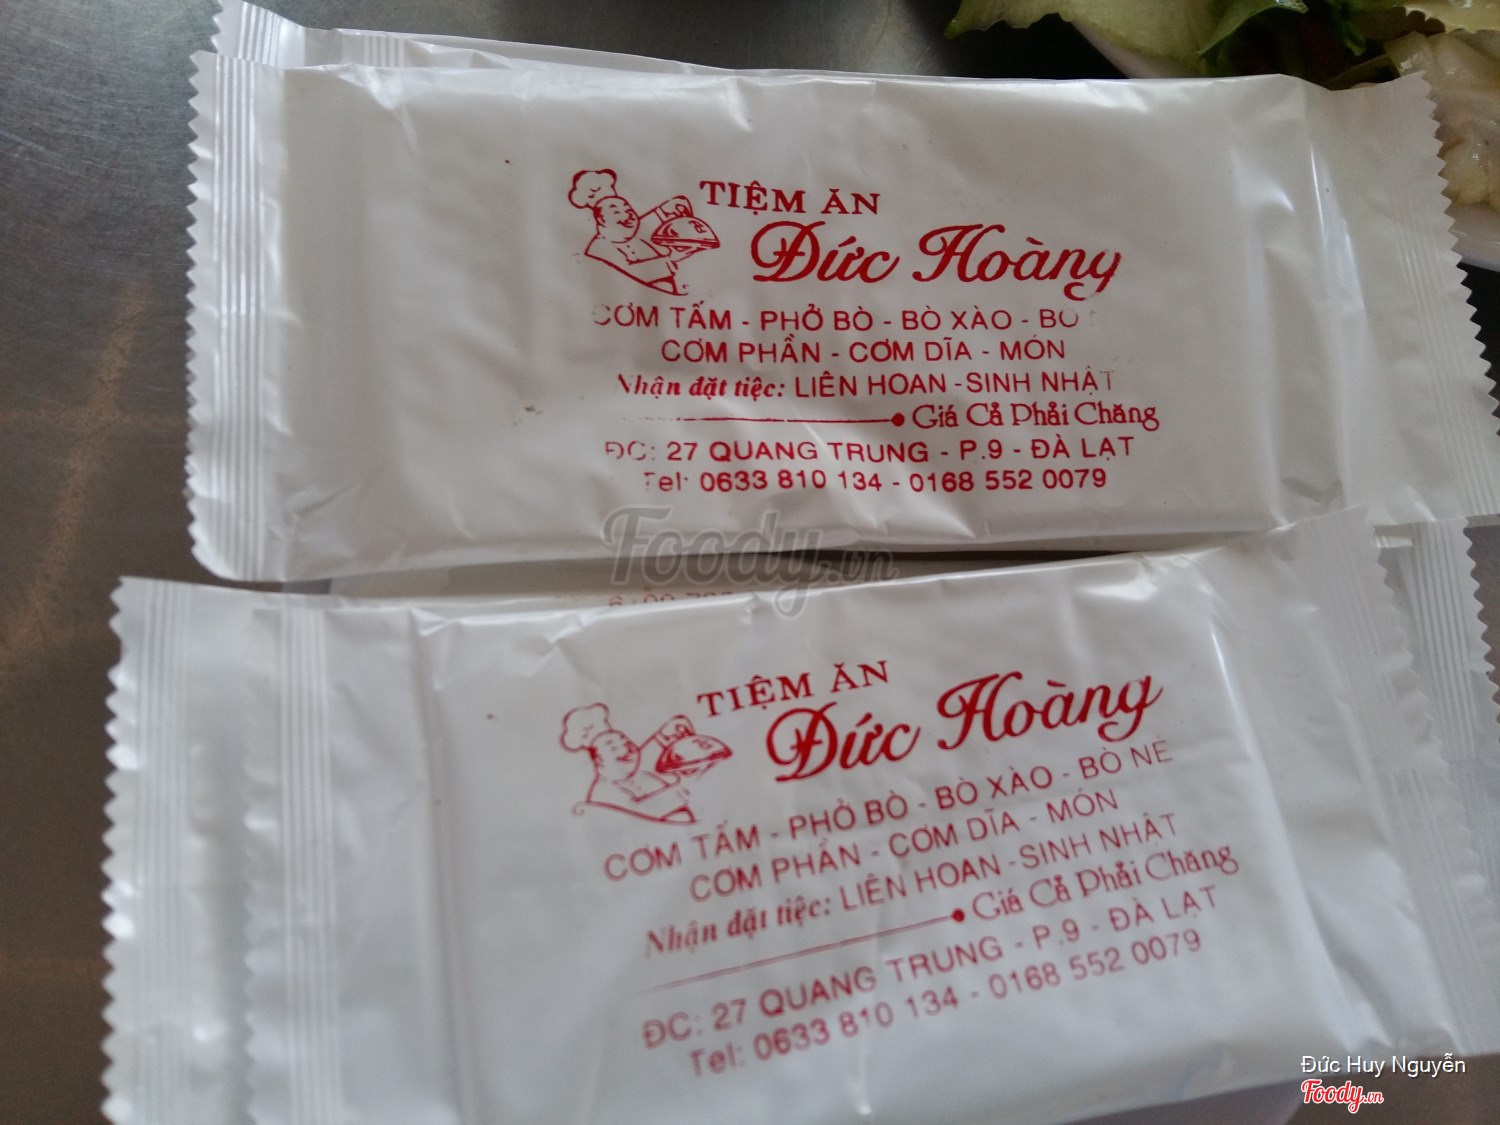 TIỆM ĂN
Đức Hoàng
CƠM TẤM - PHỞ BÒ - BÒ XÀO - BÒ
CƠM PHẦN - CƠM DĨA - MÓN
Nhận đặt tiệc: LIÊN HOAN -SINH NHẬT
Giá Cả Phải Chăng
ĐC: 27 QUANG TRUNG - P.9 - ĐÀ LẠT
Tel: 0633 810 134 - 0168 552 0079
Foody.vn
TIỆM ĂN
Đức Hoàng
CƠM TẤM - PHỞ BÒ - BÒ XÀO - BÒ NÉ
CƠM PHẦN - CƠM DĨA - MÓN
Nhận đặt tiệc: LIÊN HOAN -SINH NHẬT
Giá Cả Phải Chăng
ĐC: 27 QUANG TRUNG - P.9 - ĐÀ LẠT
Tel: 0633 810 134 - 0168 552 0079
Đức Huy Nguyễn
Foody.vn